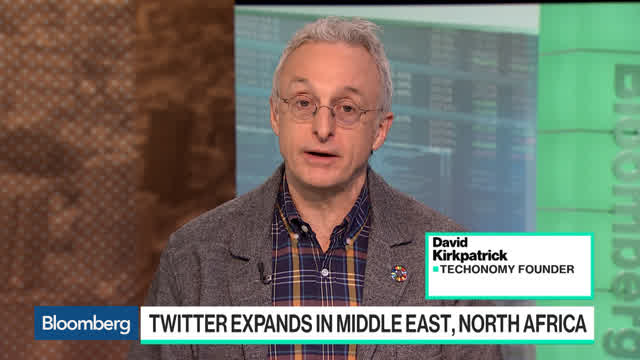 Bloomberg
David
Kirkpatrick
TECHONOMY FOUNDER
Bloomberg
TWITTER EXPANDS IN MIDDLE EAST, NORTH AFRICA